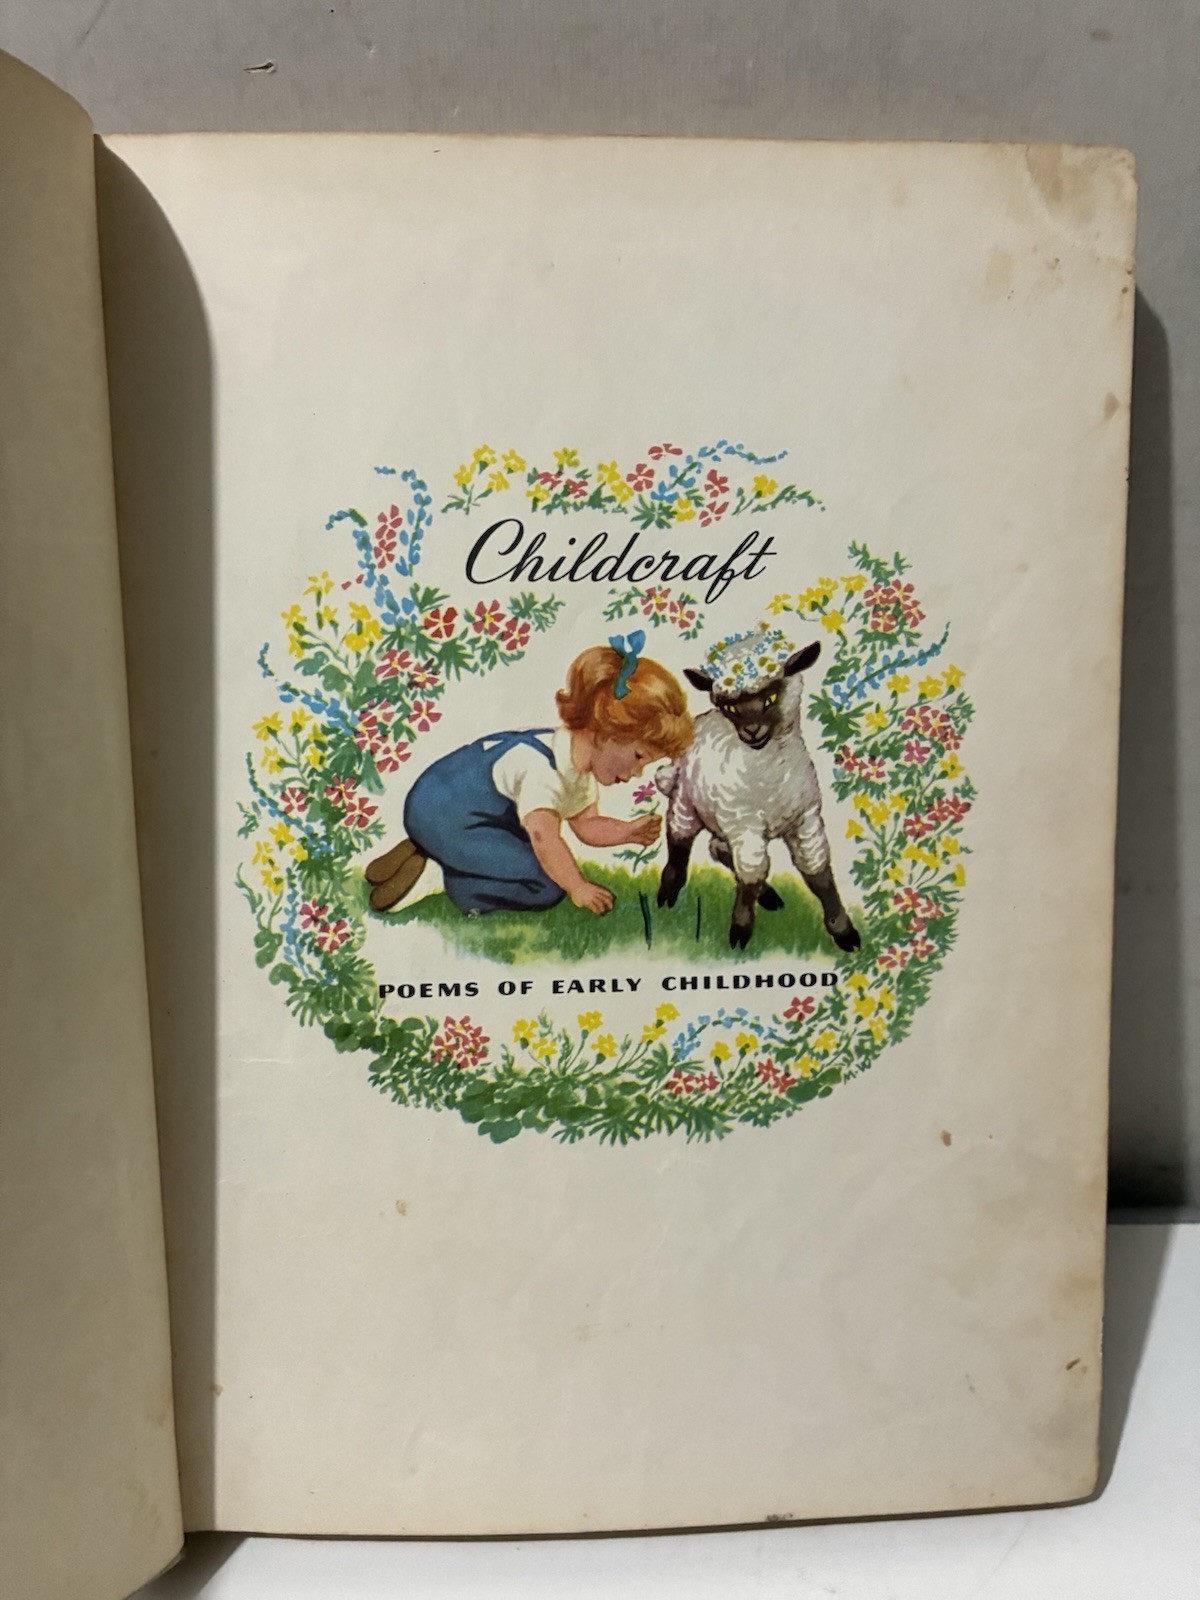 Childcraft
POEMS OF EARLY CHILDHOOD
M.W.